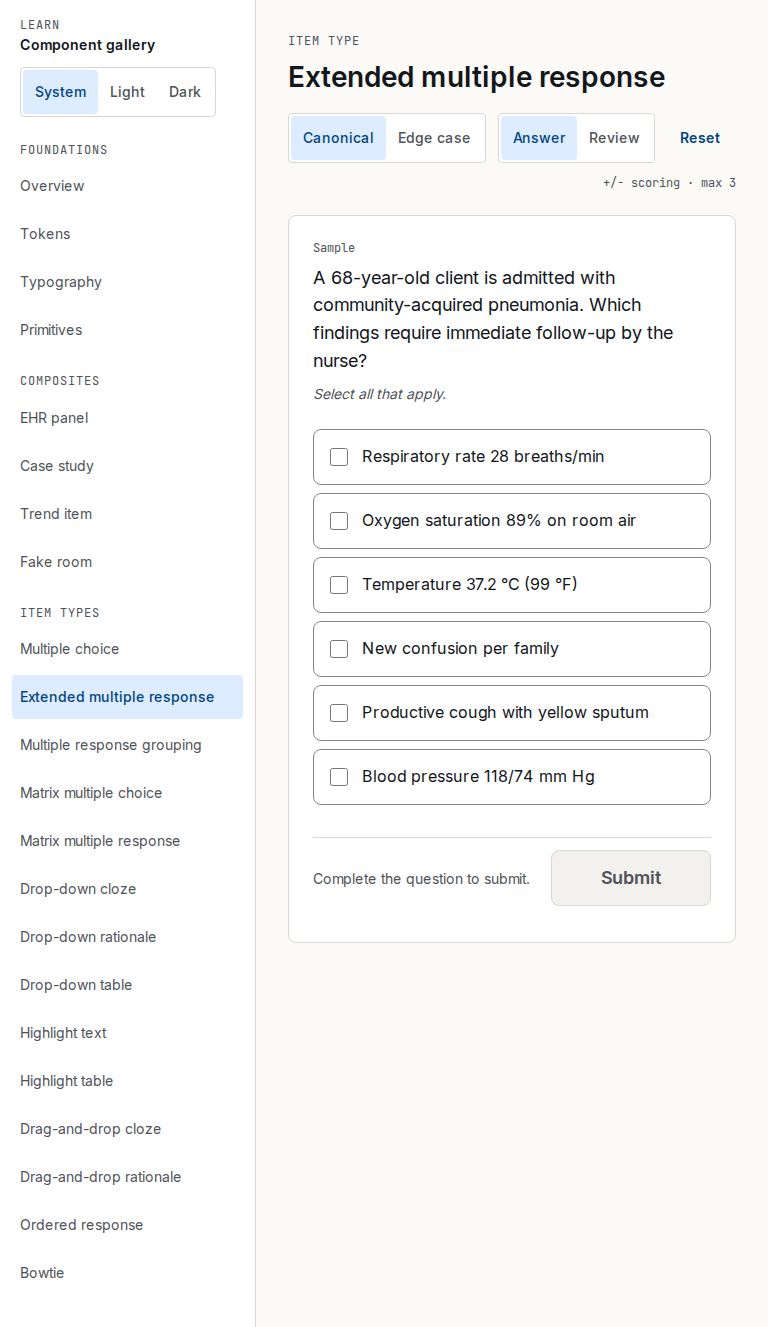 LEARN
Component gallery
System Light Dark
FOUNDATIONS
Overview
Tokens
Typography
Primitives
COMPOSITES
EHR panel
Case study
Trend item
Fake room
ITEM TYPES
Multiple choice
Extended multiple response
Multiple response grouping
Matrix multiple choice
Matrix multiple response
Drop-down cloze
Drop-down rationale
Drop-down table
Highlight text
Highlight table
Drag-and-drop cloze
Drag-and-drop rationale
Ordered response
Bowtie
ITEM TYPE
Extended multiple response
Canonical Edge case Answer Review Reset
+/- scoring · max 3
Sample
A 68-year-old client is admitted with
community-acquired pneumonia. Which
findings require immediate follow-up by the
nurse?
Select all that apply.
Respiratory rate 28 breaths/min
Oxygen saturation 89% on room air
Temperature 37.2 °C (99 °F)
New confusion per family
Productive cough with yellow sputum
Blood pressure 118/74 mm Hg
Complete the question to submit. Submit